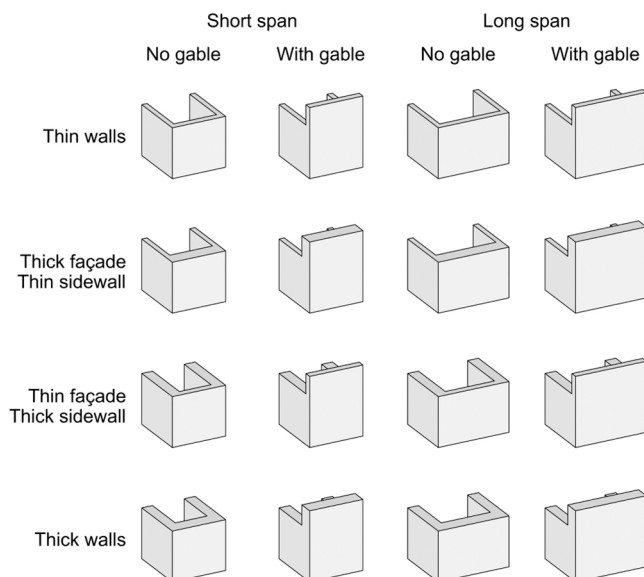 Short span
Long span
No gable
With gable
No gable
With gable
Thin walls
Thick façade
Thin sidewall
Thin façade
Thick sidewall
Thick walls